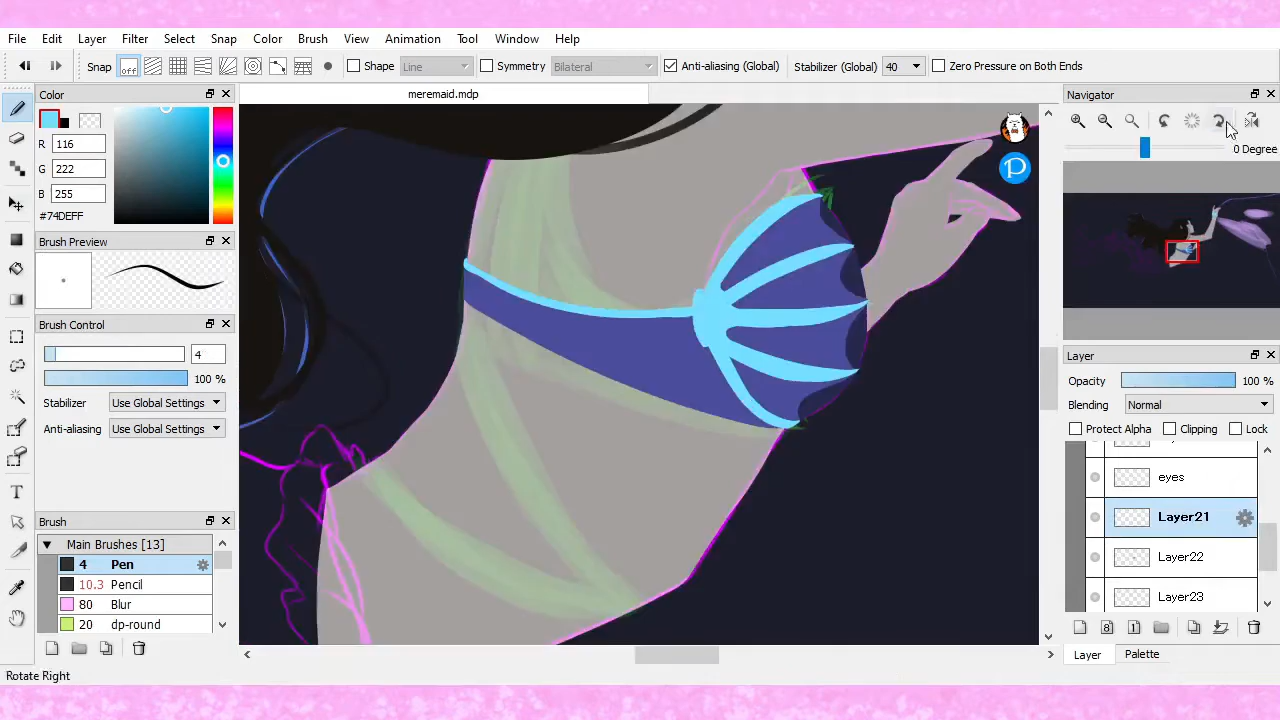 File Edit Layer Filter Select Snap Color Brush View Animation Tool Window Help
Snap off Shape Line Symmetry Bilateral Anti-aliasing (Global) Stabilizer (Global) 40 Zero Pressure on Both Ends
Color
meremaid.mdp
Navigator
R 116
G 222
B 255
#74DEFF
0 Degree
Brush Preview
Brush Control
4
100 %
Stabilizer Use Global Settings
Anti-aliasing Use Global Settings
Brush
Main Brushes [13]
4 Pen
10.3 Pencil
80 Blur
20 dp-round
Layer
Opacity 100 %
Blending Normal
Protect Alpha Clipping Lock
eyes
Layer21
Layer22
Layer23
8 1
Layer Palette
Rotate Right